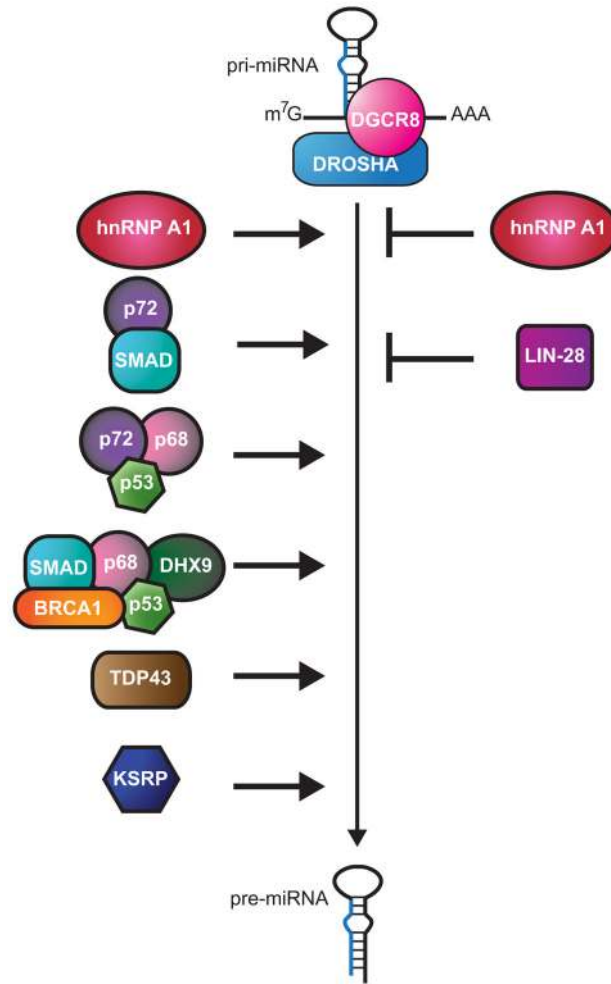 pri-miRNA
m⁷G
DGCR8
AAA
DROSHA
hnRNP A1
hnRNP A1
p72
SMAD
LIN-28
p72
p68
p53
SMAD
p68
DHX9
BRCA1
p53
TDP43
KSRP
pre-miRNA